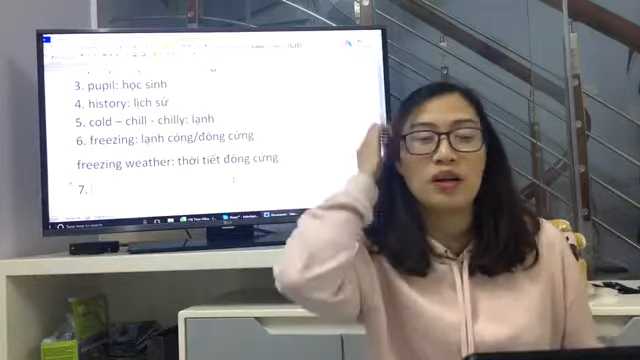 3. pupil: học sinh
4. history: lịch sử
5. cold – chill - chilly: lạnh
6. freezing: lạnh cóng/đông cứng
freezing weather: thời tiết đông cứng
7.